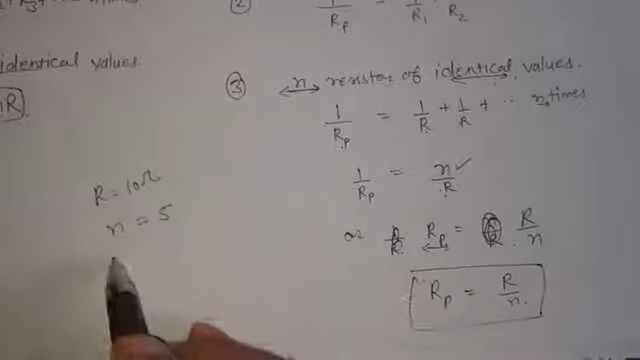 identical values
R
R = 10Ω
n = 5
②
1/Rp = 1/R1 R2
③ n resistor of identical values.
1/Rp = 1/R + 1/R + .. n times
1/Rp = n/R ✓
or Rp = R/n
Rp = R/n.